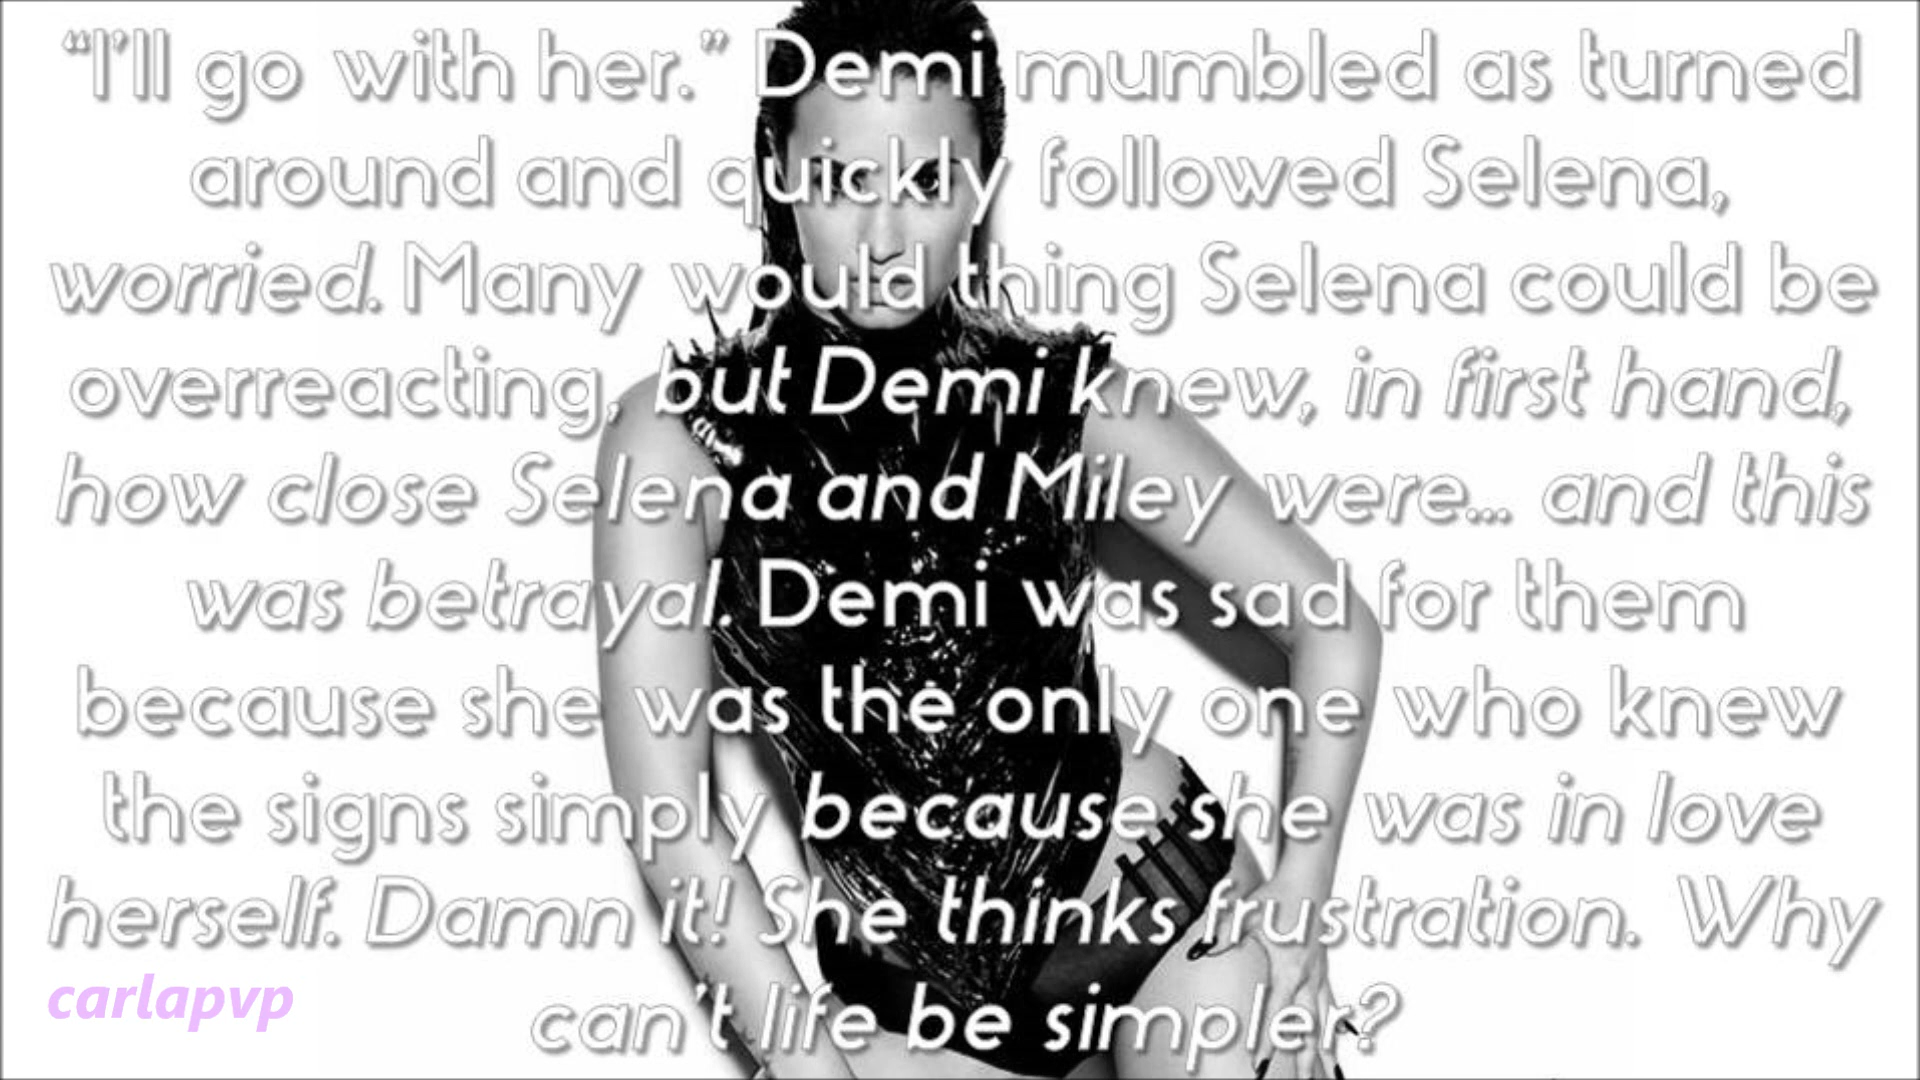 “I’ll go with her.” Demi mumbled as turned
around and quickly followed Selena,
worried. Many would thing Selena could be
overreacting, but Demi knew, in first hand,
how close Selena and Miley were... and this
was betrayal. Demi was sad for them
because she was the only one who knew
the signs simply because she was in love
herself. Damn it! She thinks frustration. Why
can’t life be simpler?
carlapvp